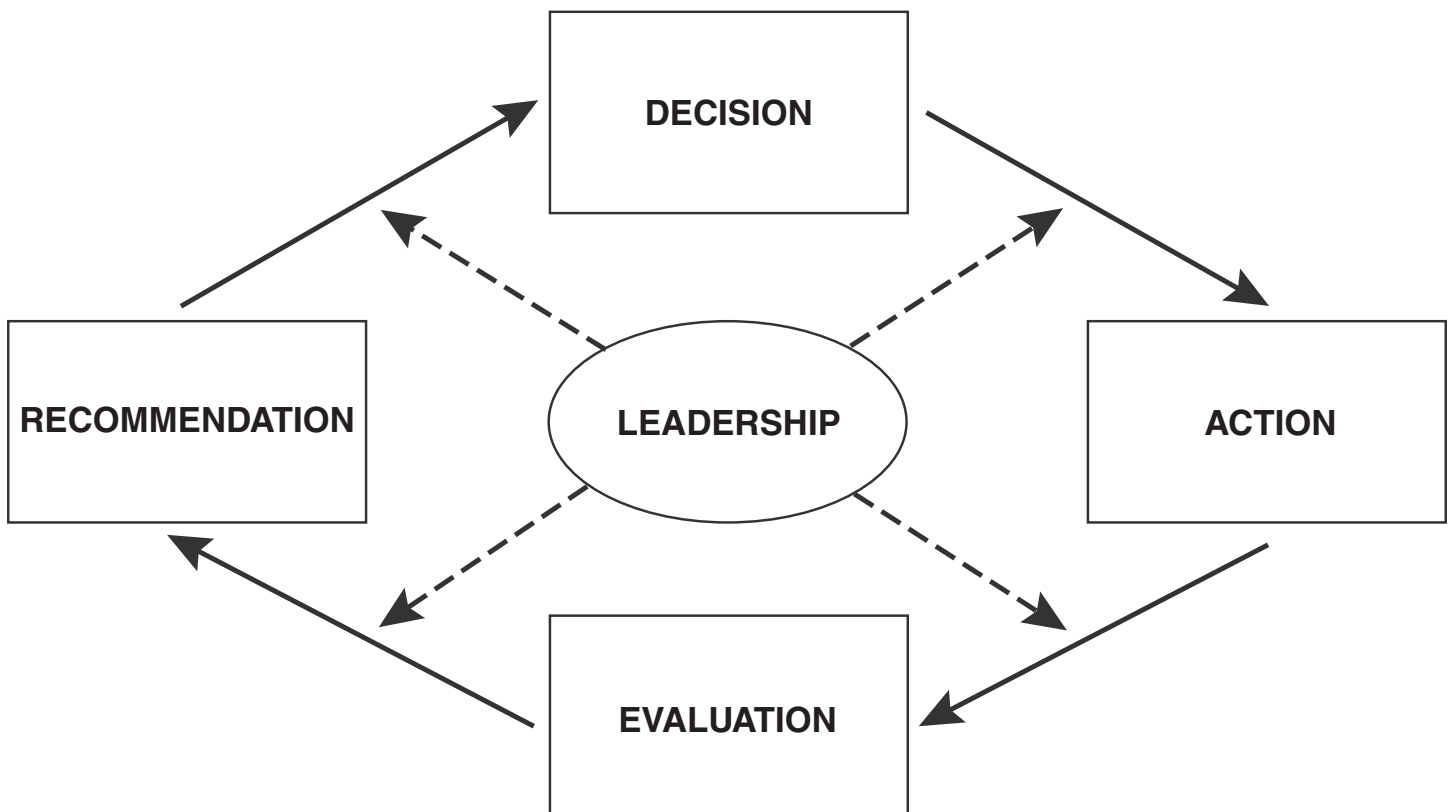 DECISION
RECOMMENDATION
LEADERSHIP
ACTION
EVALUATION